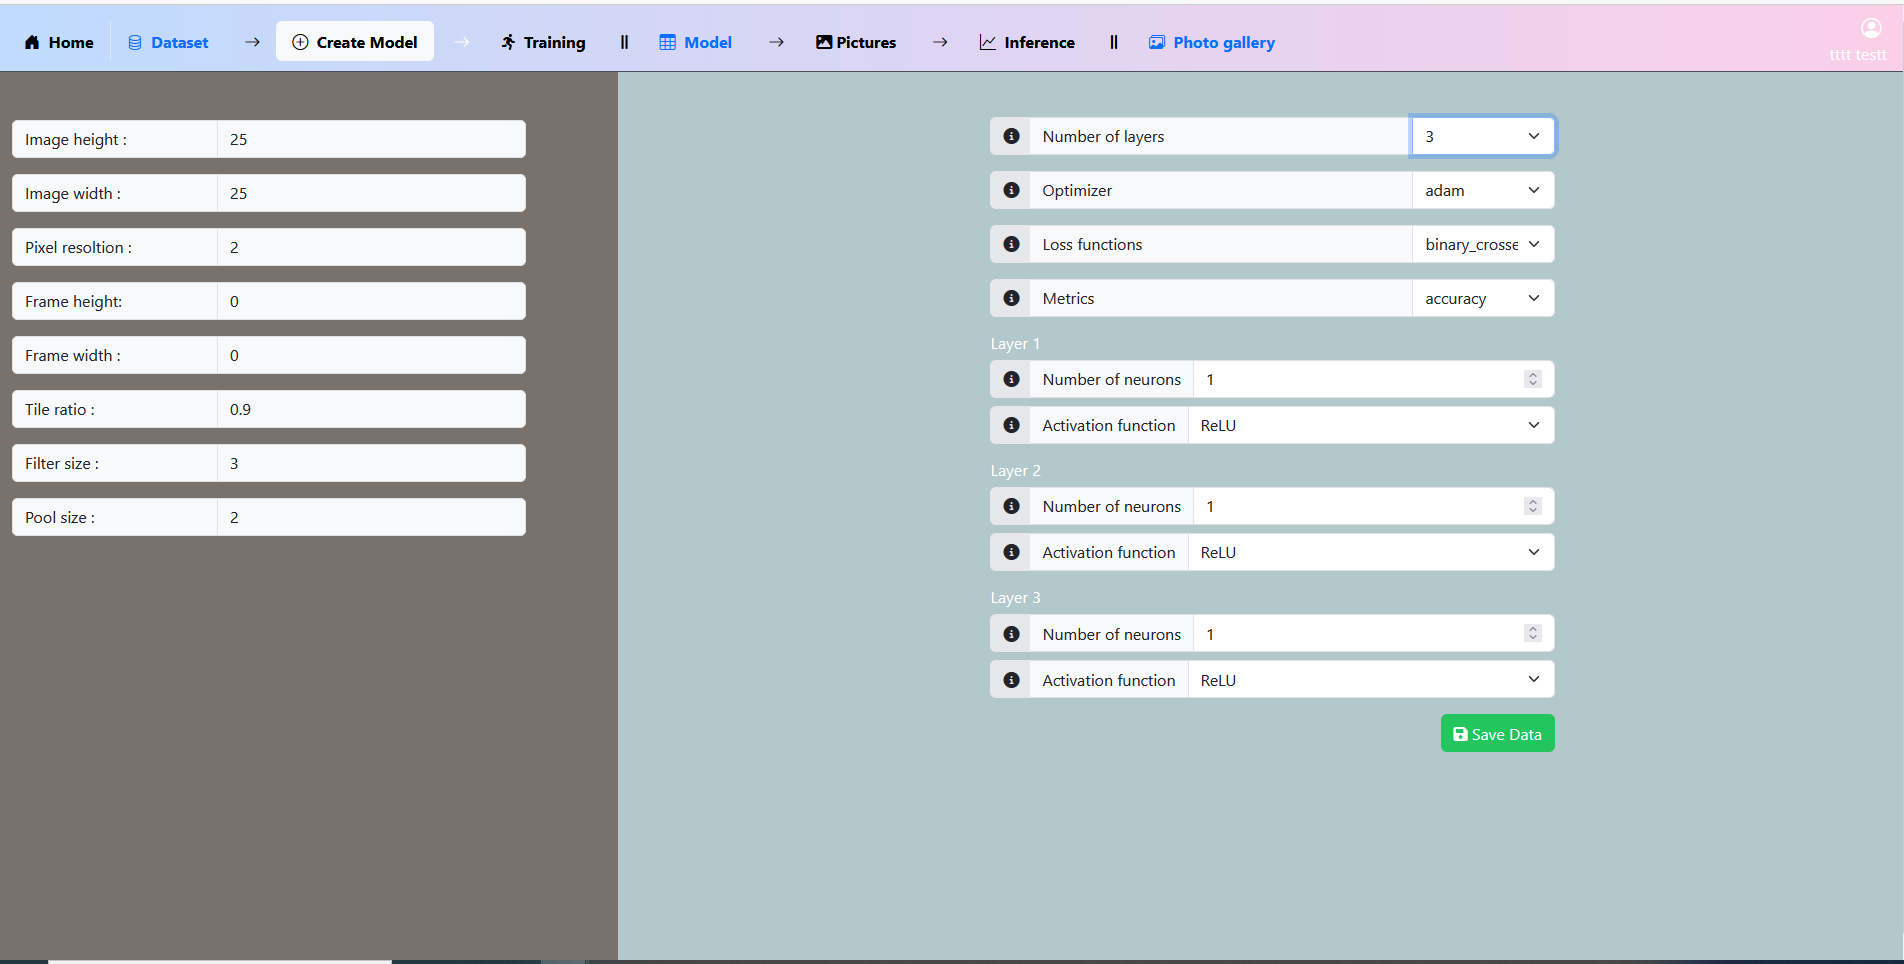 Home Dataset → Create Model → Training || Model → Pictures → Inference || Photo gallery
tttt testt
Image height : 25
Image width : 25
Pixel resoltion : 2
Frame height: 0
Frame width : 0
Tile ratio : 0.9
Filter size : 3
Pool size : 2
Number of layers 3
Optimizer adam
Loss functions binary_crosse
Metrics accuracy
Layer 1
Number of neurons 1
Activation function ReLU
Layer 2
Number of neurons 1
Activation function ReLU
Layer 3
Number of neurons 1
Activation function ReLU
Save Data